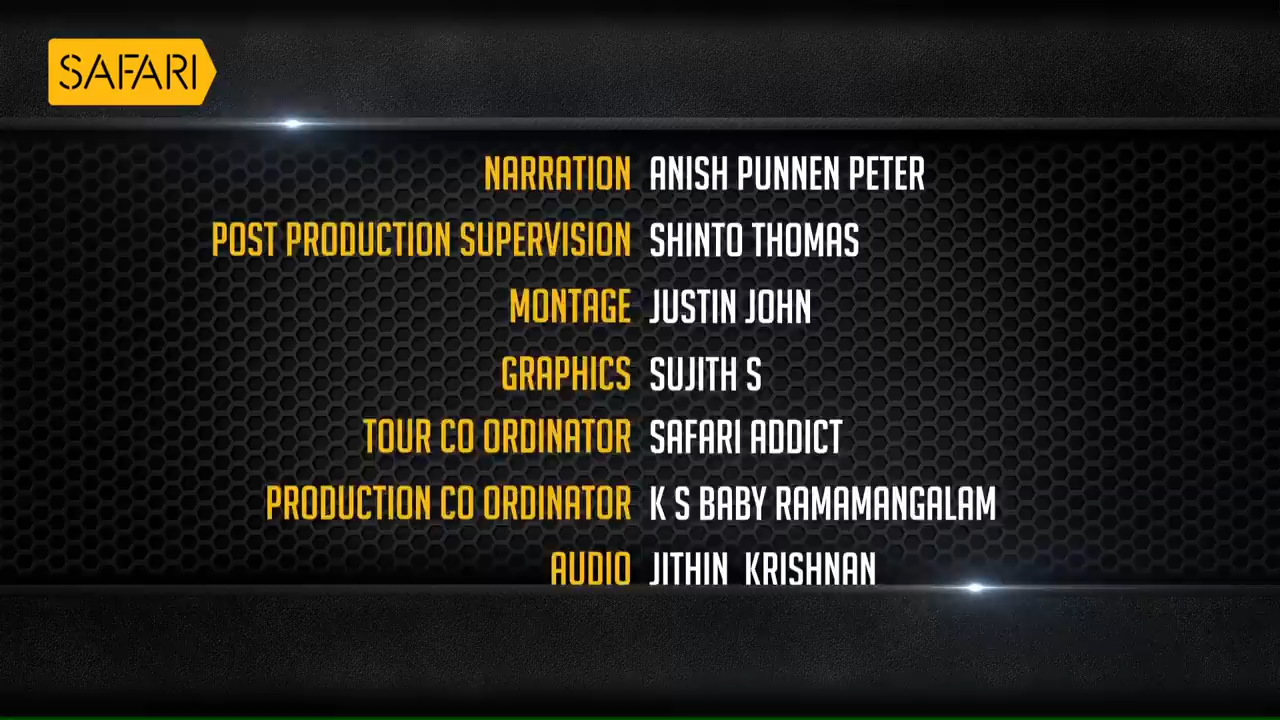 SAFARI
NARRATION ANISH PUNNEN PETER
POST PRODUCTION SUPERVISION SHINTO THOMAS
MONTAGE JUSTIN JOHN
GRAPHICS SUJITH S
TOUR CO ORDINATOR SAFARI ADDICT
PRODUCTION CO ORDINATOR K S BABY RAMAMANGALAM
AUDIO JITHIN KRISHNAN